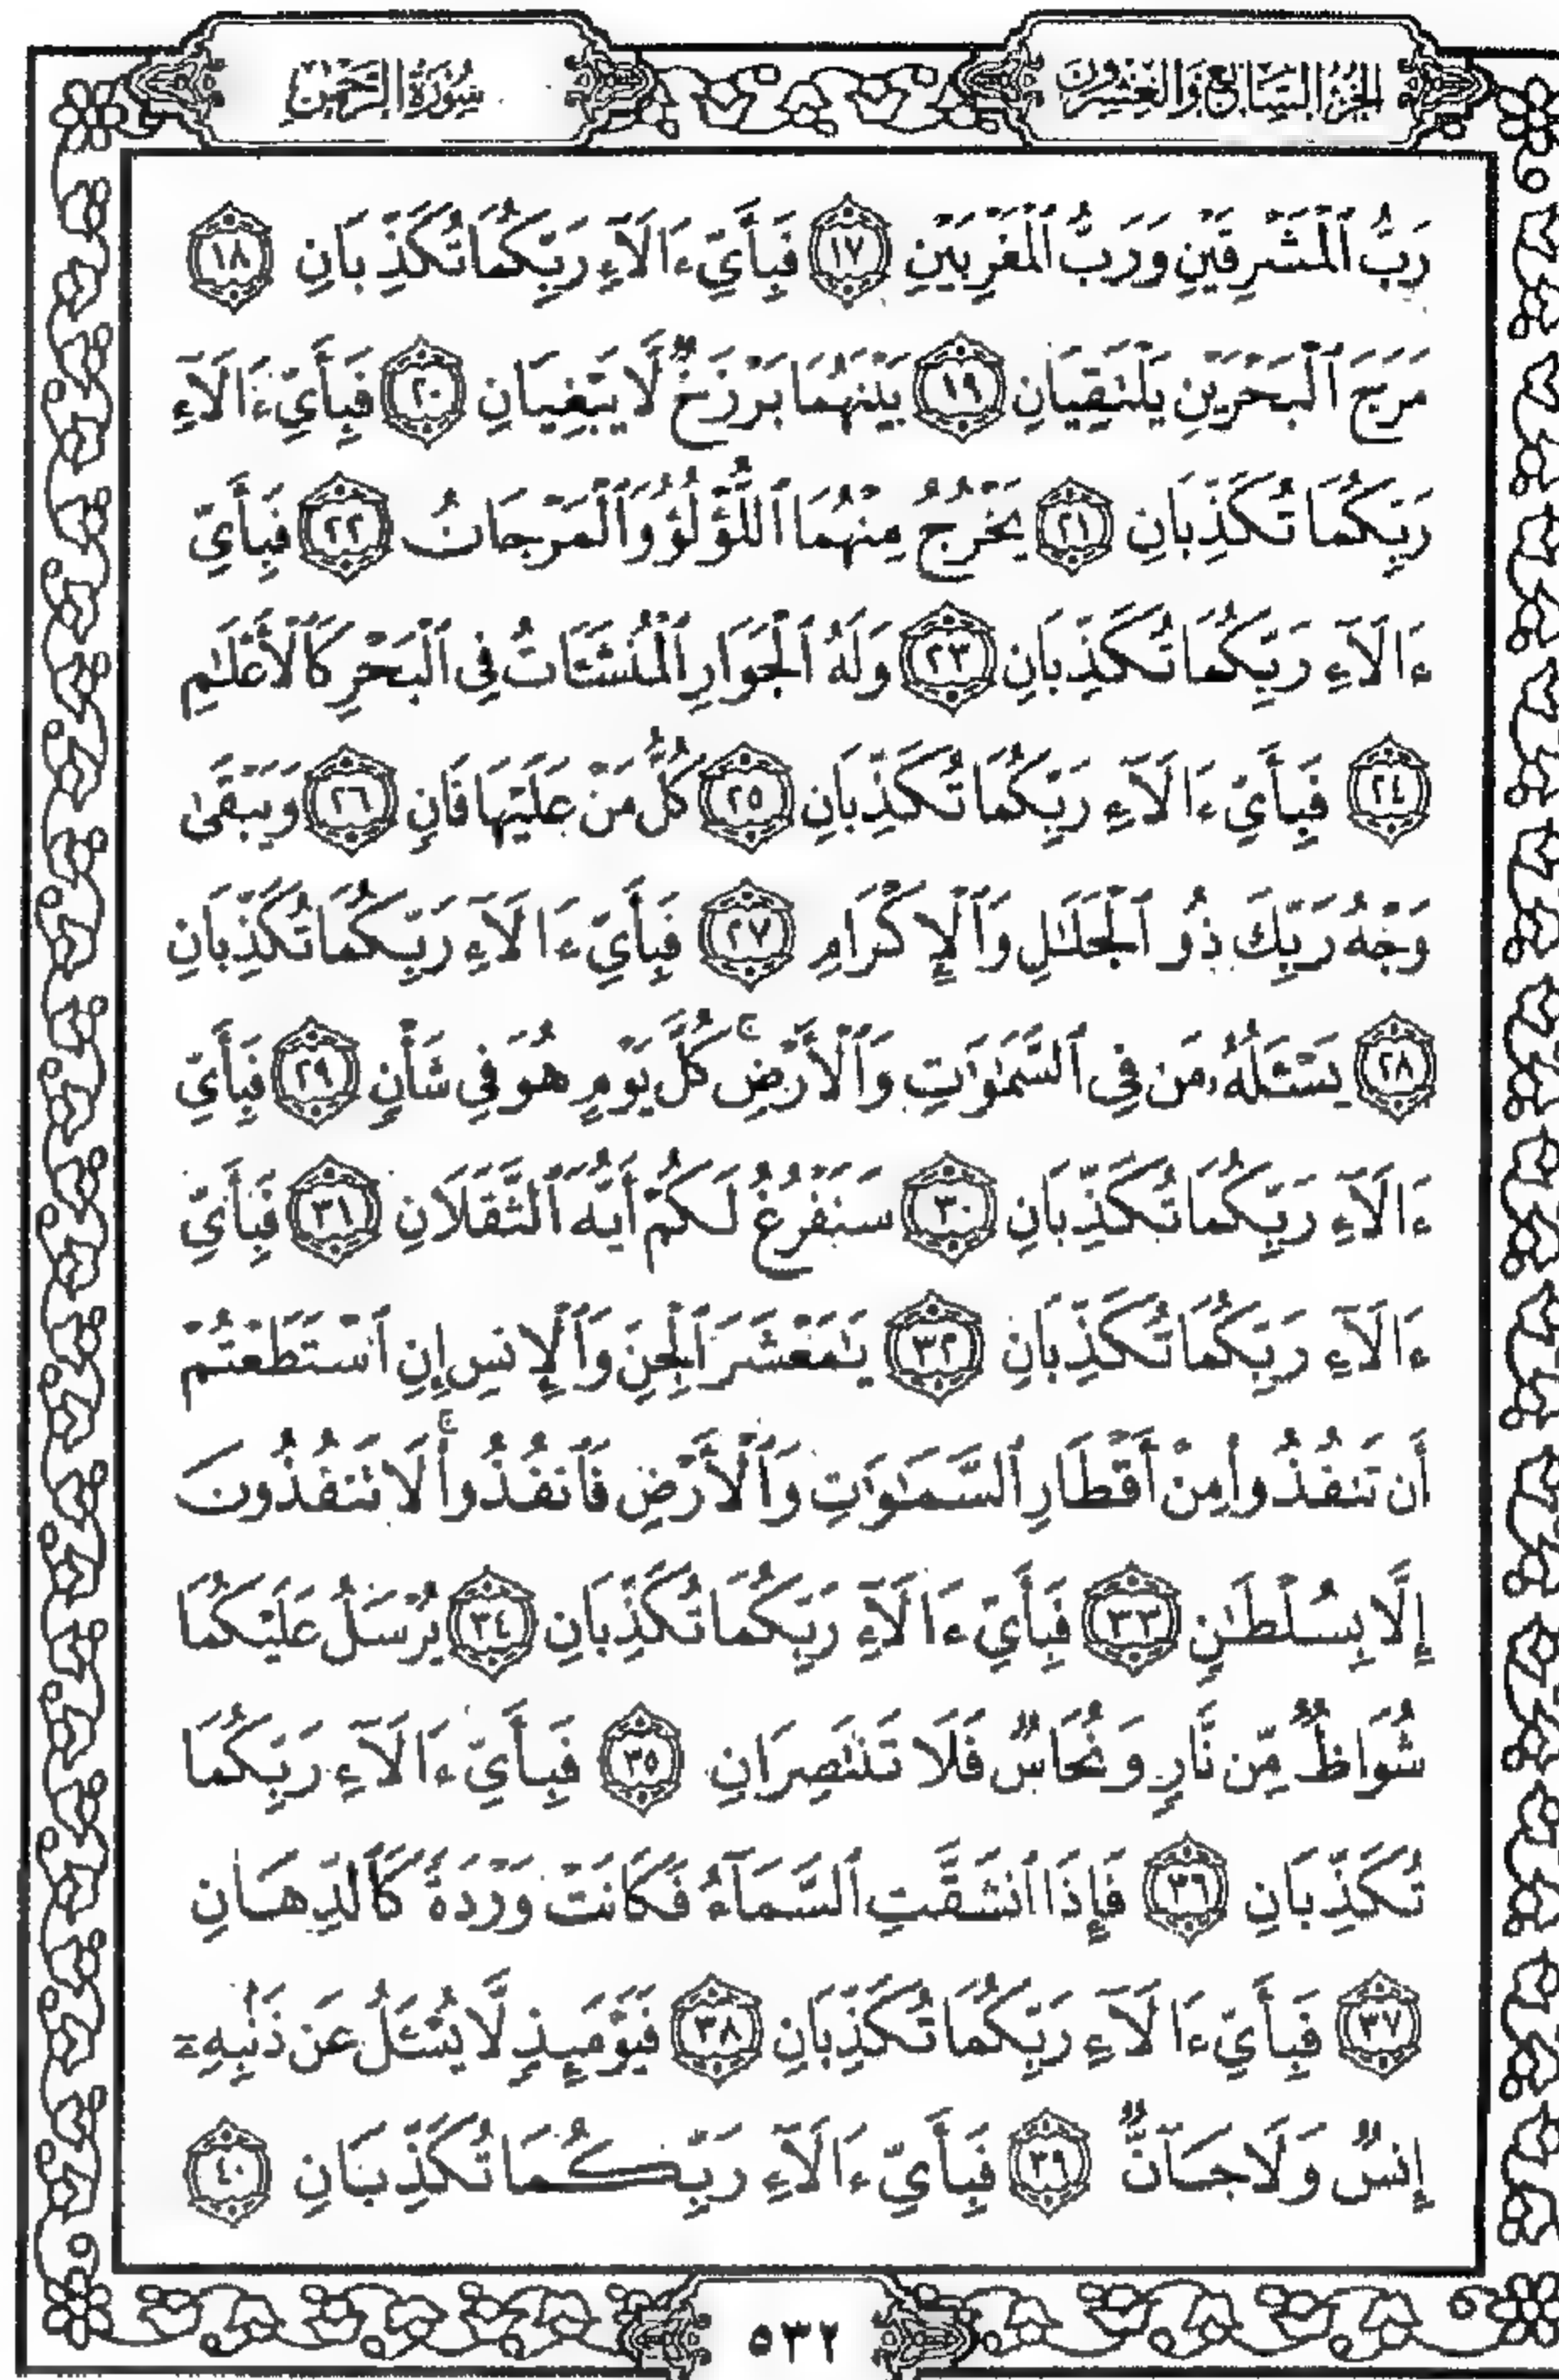 الجزء السابع والعشرون
سورة الرحمن
رَبُّ ٱلْمَشْرِقَيْنِ وَرَبُّ ٱلْمَغْرِبَيْنِ ١٧ فَبِأَيِّ ءَالَآءِ رَبِّكُمَا تُكَذِّبَانِ ١٨
مَرَجَ ٱلْبَحْرَيْنِ يَلْتَقِيَانِ ١٩ بَيْنَهُمَا بَرْزَخٌ لَّا يَبْغِيَانِ ٢٠ فَبِأَيِّ ءَالَآءِ
رَبِّكُمَا تُكَذِّبَانِ ٢١ يَخْرُجُ مِنْهُمَا ٱللُّؤْلُؤُ وَٱلْمَرْجَانُ ٢٢ فَبِأَيِّ
ءَالَآءِ رَبِّكُمَا تُكَذِّبَانِ ٢٣ وَلَهُ ٱلْجَوَارِ ٱلْمُنشَـَٔاتُ فِى ٱلْبَحْرِ كَٱلْأَعْلَٰمِ
٢٤ فَبِأَيِّ ءَالَآءِ رَبِّكُمَا تُكَذِّبَانِ ٢٥ كُلُّ مَنْ عَلَيْهَا فَانٍ ٢٦ وَيَبْقَىٰ
وَجْهُ رَبِّكَ ذُو ٱلْجَلَٰلِ وَٱلْإِكْرَامِ ٢٧ فَبِأَيِّ ءَالَآءِ رَبِّكُمَا تُكَذِّبَانِ
٢٨ يَسْـَٔلُهُۥ مَن فِى ٱلسَّمَٰوَٰتِ وَٱلْأَرْضِ ۚ كُلَّ يَوْمٍ هُوَ فِى شَأْنٍ ٢٩ فَبِأَيِّ
ءَالَآءِ رَبِّكُمَا تُكَذِّبَانِ ٣٠ سَنَفْرُغُ لَكُمْ أَيُّهَ ٱلثَّقَلَانِ ٣١ فَبِأَيِّ
ءَالَآءِ رَبِّكُمَا تُكَذِّبَانِ ٣٢ يَٰمَعْشَرَ ٱلْجِنِّ وَٱلْإِنسِ إِنِ ٱسْتَطَعْتُمْ
أَن تَنفُذُوا۟ مِنْ أَقْطَارِ ٱلسَّمَٰوَٰتِ وَٱلْأَرْضِ فَٱنفُذُوا۟ ۚ لَا تَنفُذُونَ
إِلَّا بِسُلْطَٰنٍ ٣٣ فَبِأَيِّ ءَالَآءِ رَبِّكُمَا تُكَذِّبَانِ ٣٤ يُرْسَلُ عَلَيْكُمَا
شُوَاظٌ مِّن نَّارٍ وَنُحَاسٌ فَلَا تَنتَصِرَانِ ٣٥ فَبِأَيِّ ءَالَآءِ رَبِّكُمَا
تُكَذِّبَانِ ٣٦ فَإِذَا ٱنشَقَّتِ ٱلسَّمَآءُ فَكَانَتْ وَرْدَةً كَٱلدِّهَانِ
٣٧ فَبِأَيِّ ءَالَآءِ رَبِّكُمَا تُكَذِّبَانِ ٣٨ فَيَوْمَئِذٍ لَّا يُسْـَٔلُ عَن ذَنۢبِهِۦٓ
إِنسٌ وَلَا جَآنٌّ ٣٩ فَبِأَيِّ ءَالَآءِ رَبِّكُمَا تُكَذِّبَانِ ٤٠
٥٣٢